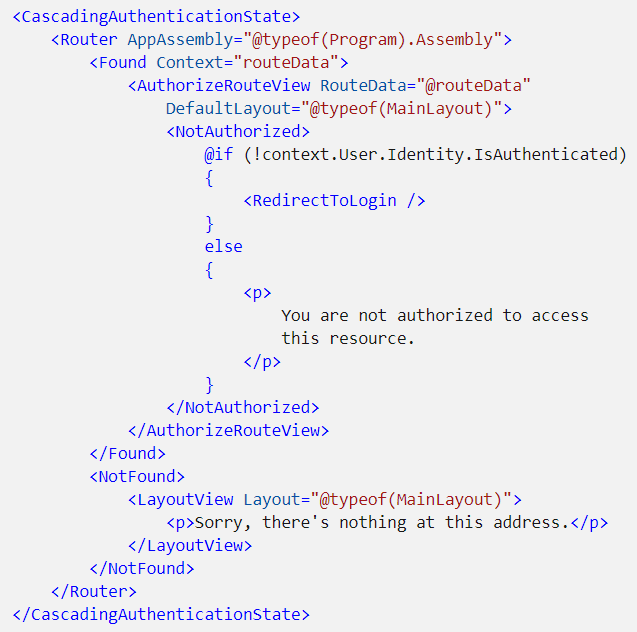 <CascadingAuthenticationState>
    <Router AppAssembly="@typeof(Program).Assembly">
        <Found Context="routeData">
            <AuthorizeRouteView RouteData="@routeData"
                DefaultLayout="@typeof(MainLayout)">
                <NotAuthorized>
                    @if (!context.User.Identity.IsAuthenticated)
                    {
                        <RedirectToLogin />
                    }
                    else
                    {
                        <p>
                            You are not authorized to access
                            this resource.
                        </p>
                    }
                </NotAuthorized>
            </AuthorizeRouteView>
        </Found>
        <NotFound>
            <LayoutView Layout="@typeof(MainLayout)">
                <p>Sorry, there's nothing at this address.</p>
            </LayoutView>
        </NotFound>
    </Router>
</CascadingAuthenticationState>